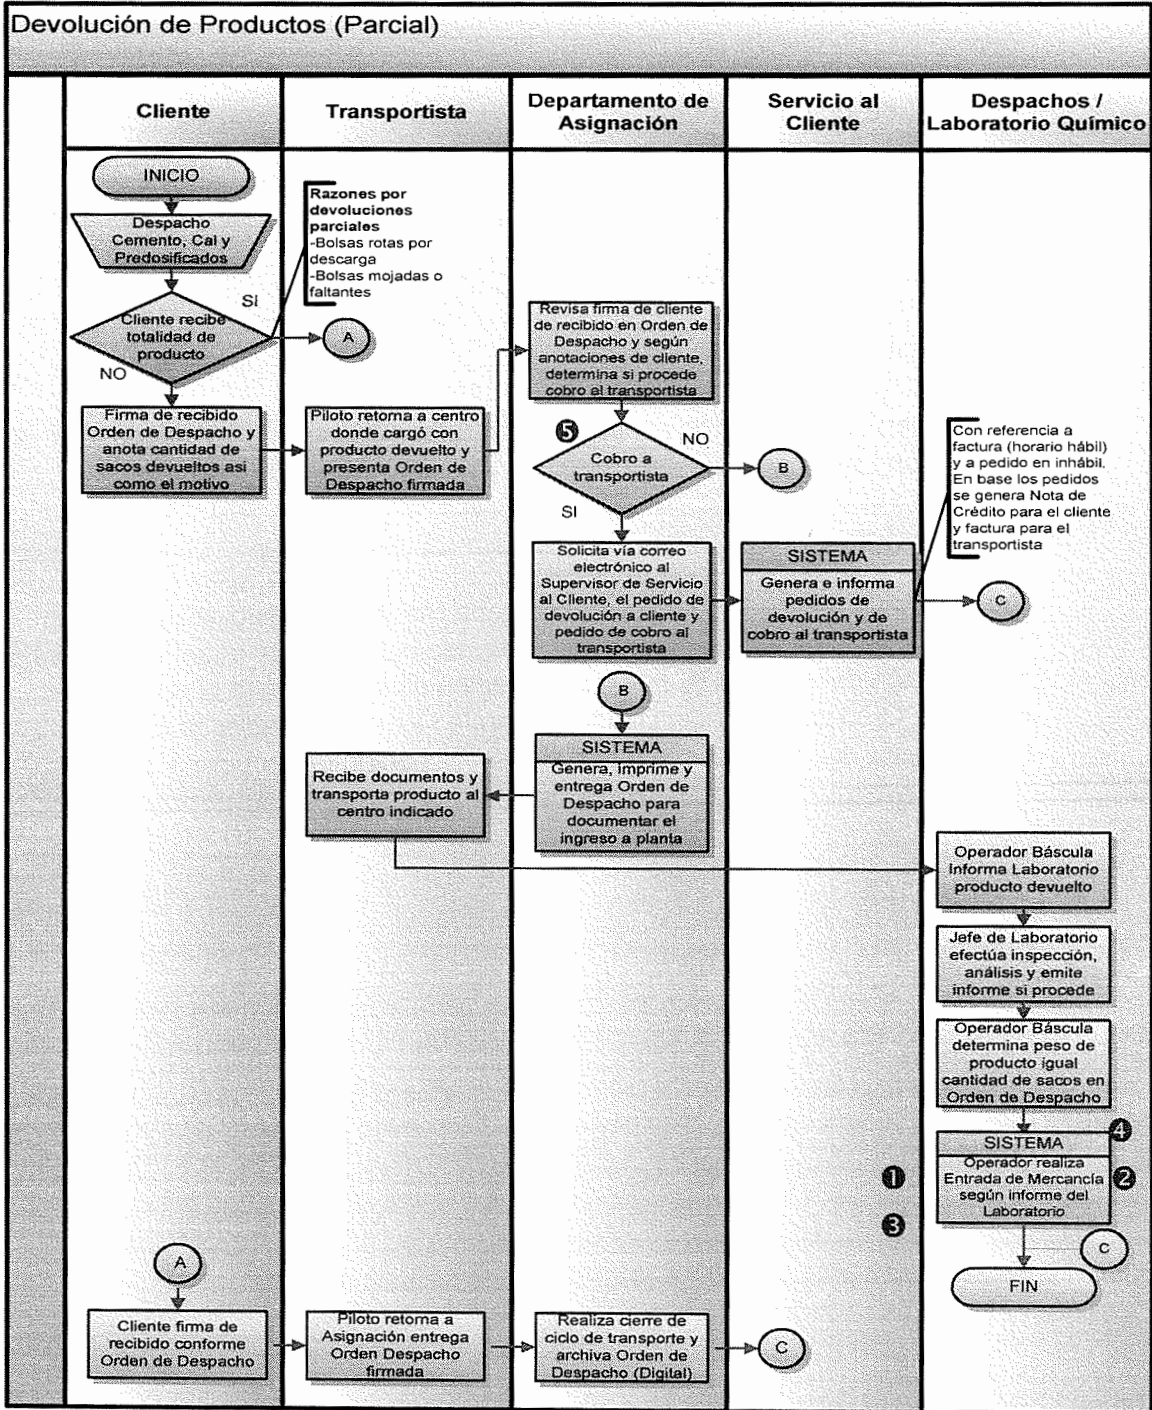 Devolución de Productos (Parcial)
Cliente
Transportista
Departamento de
Asignación
Servicio al
Cliente
Despachos /
Laboratorio Químico
INICIO
Despacho
Cemento, Cal y
Predosificados
Razones por
devoluciones
parciales
-Bolsas rotas por
descarga
-Bolsas mojadas o
faltantes
SI
Cliente recibe
totalidad de
producto
A
NO
Firma de recibido
Orden de Despacho y
anota cantidad de
sacos devueltos asi
como el motivo
Piloto retorna a centro
donde cargó con
producto devuelto y
presenta Orden de
Despacho firmada
Revisa firma de cliente
de recibido en Orden de
Despacho y según
anotaciones de cliente,
determina si procede
cobro al transportista
5
NO
Cobro a
transportista
B
SI
Con referencia a
factura (horario hábil)
y a pedido en inhábil.
En base los pedidos
se genera Nota de
Crédito para el cliente
y factura para el
transportista
Solicita vía correo
electrónico al
Supervisor de Servicio
al Cliente, el pedido de
devolución a cliente y
pedido de cobro al
transportista
SISTEMA
Genera e informa
pedidos de
devolución y de
cobro al transportista
C
B
SISTEMA
Genera, imprime y
entrega Orden de
Despacho para
documentar el
ingreso a planta
Recibe documentos y
transporta producto al
centro indicado
Operador Báscula
Informa Laboratorio
producto devuelto
Jefe de Laboratorio
efectúa inspección,
análisis y emite
informe si procede
Operador Báscula
determina peso de
producto igual
cantidad de sacos en
Orden de Despacho
4
SISTEMA
Operador realiza
Entrada de Mercancía
según informe del
Laboratorio
1
2
3
C
FIN
A
Cliente firma de
recibido conforme
Orden de Despacho
Piloto retorna a
Asignación entrega
Orden Despacho
firmada
Realiza cierre de
ciclo de transporte y
archiva Orden de
Despacho (Digital)
C